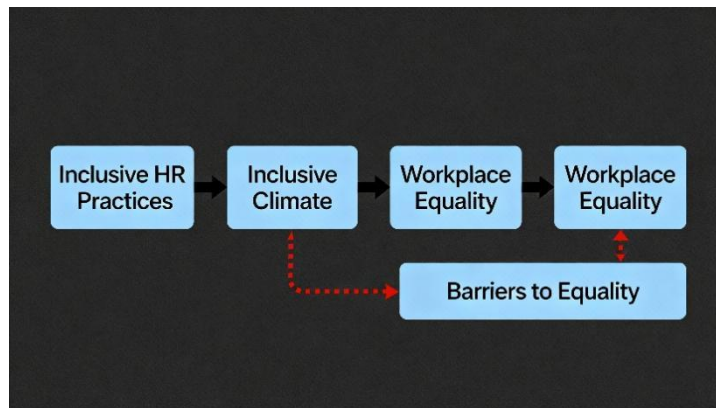 Inclusive HR
Practices
Inclusive
Climate
Workplace
Equality
Workplace
Equality
Barriers to Equality